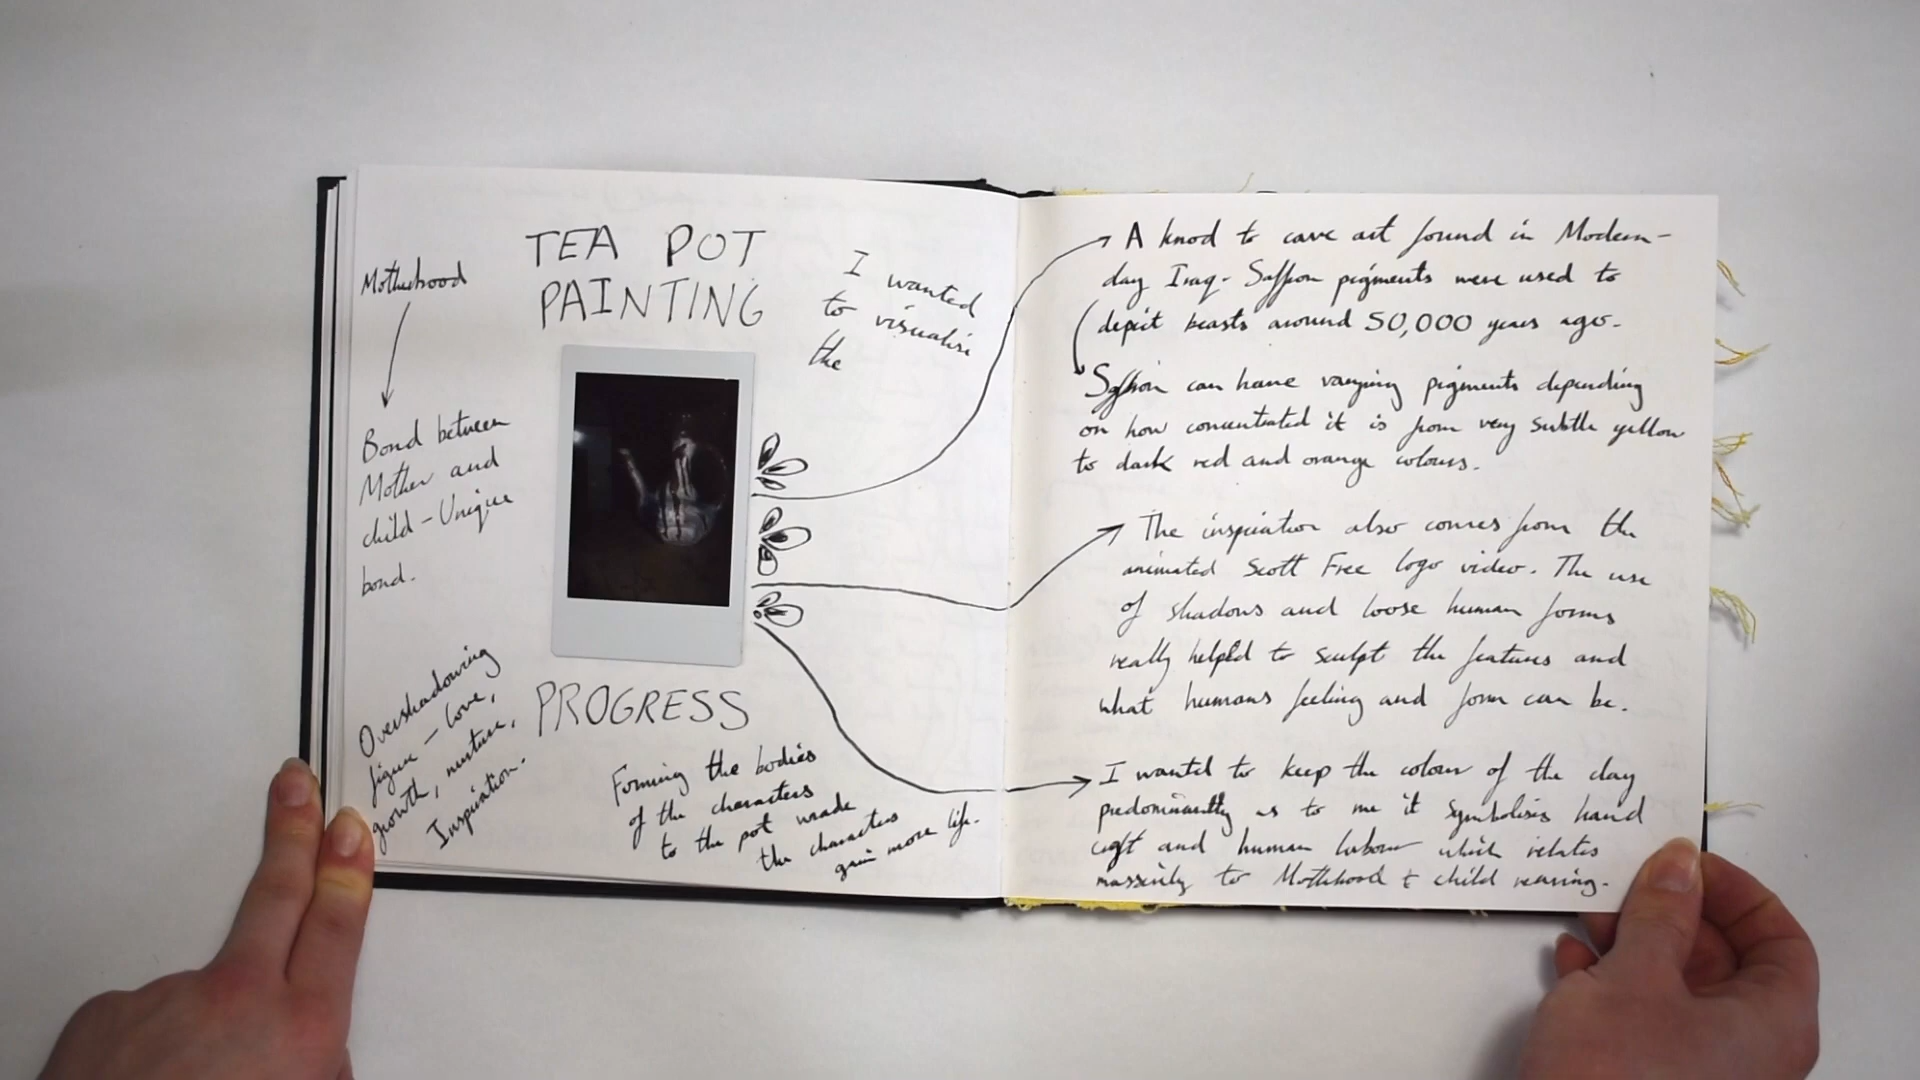 TEA POT
PAINTING
Motherhood
Bond between
Mother and
child - Unique
bond.
I wanted
to visualise
the
Overshadowing
figure - love,
growth, nurture,
Inspiration.
PROGRESS
Forming the bodies
of the characters
to the pot made
the characters
gain more life.
A knod to cave art found in Modern-
day Iraq. Saffron pigments were used to
depict beasts around 50,000 years ago.
Saffron can have varying pigments depending
on how concentrated it is from very subtle yellow
to dark red and orange colours.
The inspiration also comes from the
animated Scott Free logo video. The use
of shadows and loose human forms
really helped to sculpt the features and
what humans feeling and form can be.
I wanted to keep the colour of the clay
predominantly as to me it symbolises hand
craft and human labour which relates
massively to Motherhood & child rearing.